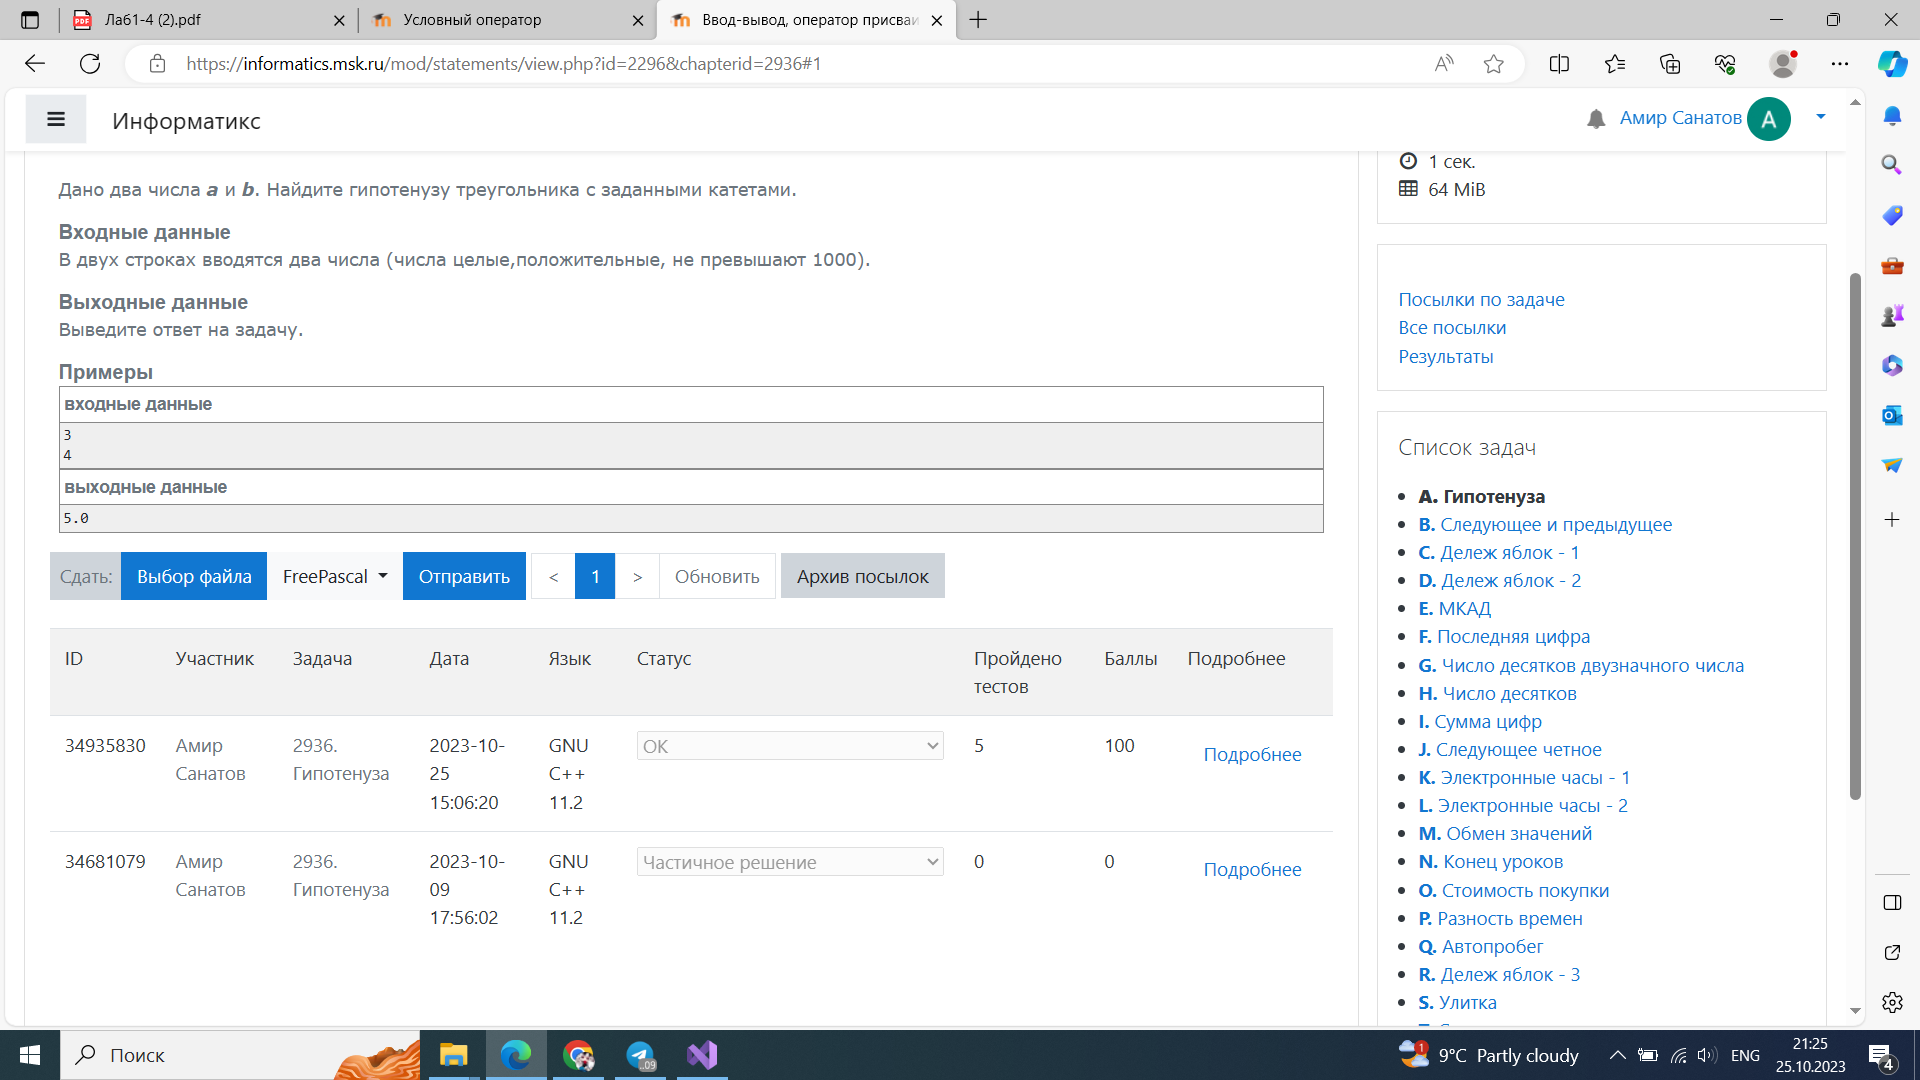 Лаб1-4 (2).pdf
Условный оператор
Ввод-вывод, оператор присваи
https://informatics.msk.ru/mod/statements/view.php?id=2296&chapterid=2936#1
Информатикс
Амир Санатов
А
Дано два числа a и b. Найдите гипотенузу треугольника с заданными катетами.
Входные данные
В двух строках вводятся два числа (числа целые,положительные, не превышают 1000).
Выходные данные
Выведите ответ на задачу.
Примеры
входные данные
3
4
выходные данные
5.0
Сдать: Выбор файла FreePascal Отправить < 1 > Обновить Архив посылок
ID Участник Задача Дата Язык Статус Пройдено тестов Баллы Подробнее
34935830 Амир Санатов 2936. Гипотенуза 2023-10-25 15:06:20 GNU C++ 11.2 OK 5 100 Подробнее
34681079 Амир Санатов 2936. Гипотенуза 2023-10-09 17:56:02 GNU C++ 11.2 Частичное решение 0 0 Подробнее
1 сек.
64 MiB
Посылки по задаче
Все посылки
Результаты
Список задач
A. Гипотенуза
B. Следующее и предыдущее
C. Дележ яблок - 1
D. Дележ яблок - 2
E. МКАД
F. Последняя цифра
G. Число десятков двузначного числа
H. Число десятков
I. Сумма цифр
J. Следующее четное
K. Электронные часы - 1
L. Электронные часы - 2
M. Обмен значений
N. Конец уроков
O. Стоимость покупки
P. Разность времен
Q. Автопробег
R. Дележ яблок - 3
S. Улитка
Поиск
9°C Partly cloudy
ENG
21:25
25.10.2023
4